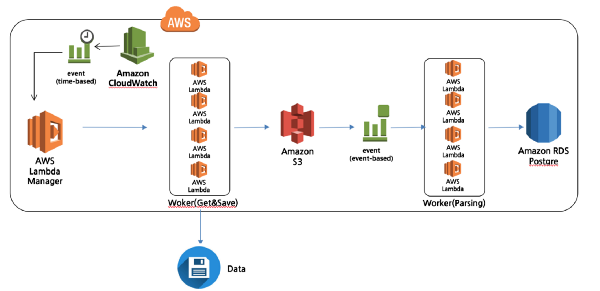 AWS
event
(time-based)
Amazon
CloudWatch
AWS
Lambda
Manager
AWS
Lambda
AWS
Lambda
AWS
Lambda
AWS
Lambda
Woker(Get&Save)
Amazon
S3
event
(event-based)
AWS
Lambda
AWS
Lambda
AWS
Lambda
AWS
Lambda
Worker(Parsing)
Amazon RDS
Postgre
Data